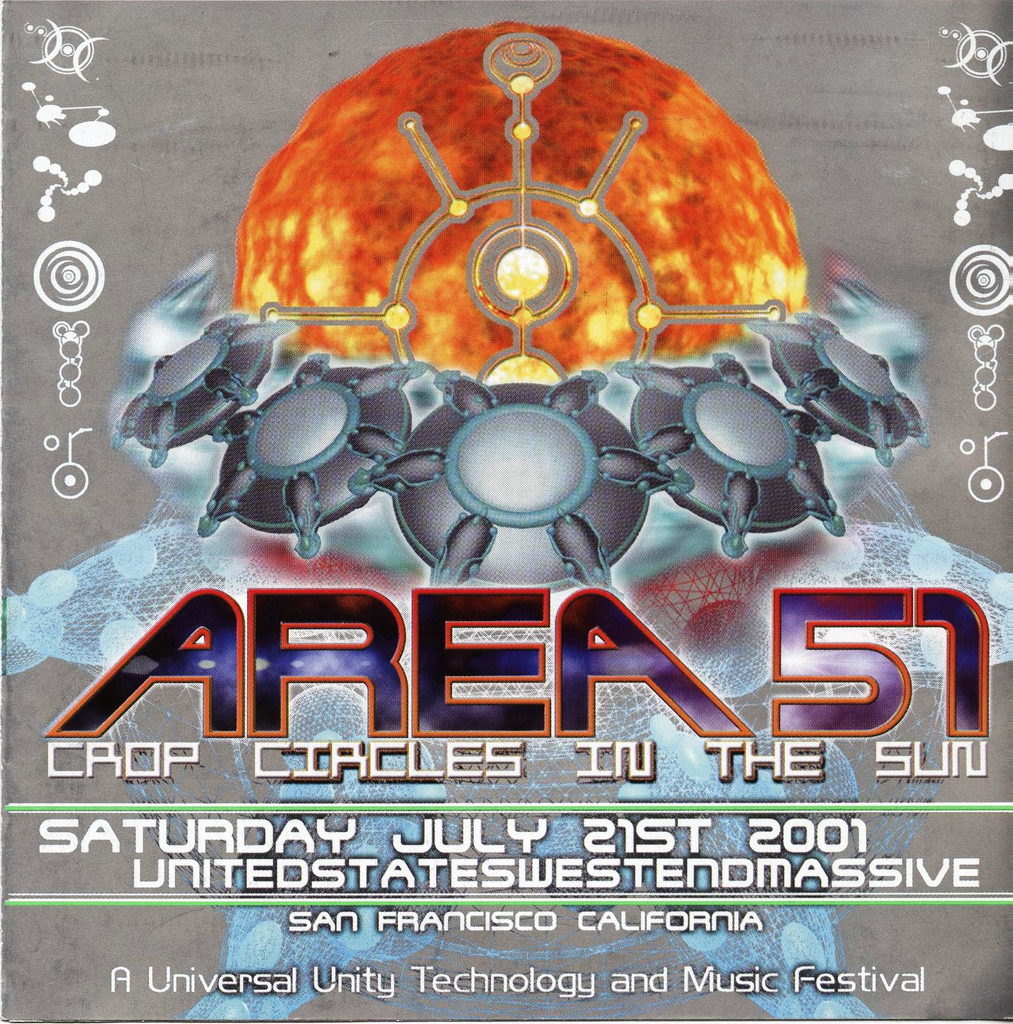 AREA 51
CROP CIRCLES IN THE SUN
SATURDAY JULY 21ST 2001
UNITEDSTATESWESTENDMASSIVE
SAN FRANCISCO CALIFORNIA
A Universal Unity Technology and Music Festival